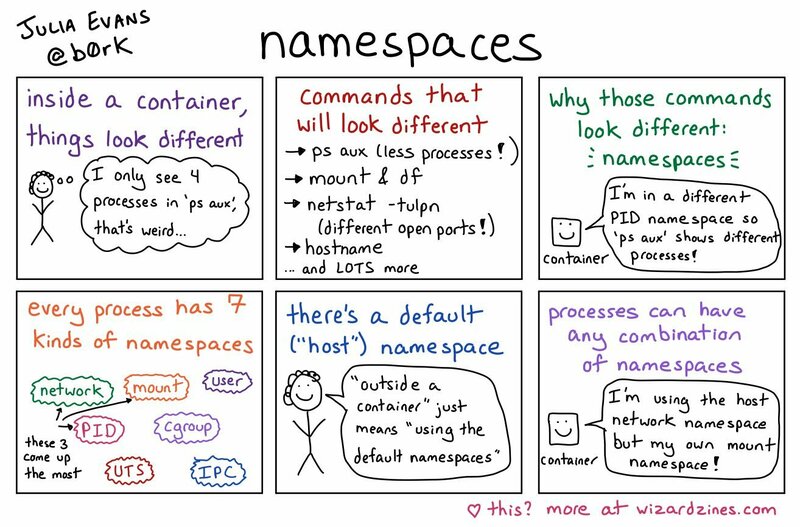 JULIA EVANS
@b0rk
namespaces
inside a container,
things look different
I only see 4
processes in 'ps aux',
that's weird...
commands that
will look different
→ ps aux (less processes!)
→ mount & df
→ netstat -tulpn
(different open ports!)
→ hostname
... and LOTS more
why those commands
look different:
namespaces
I'm in a different
PID namespace so
'ps aux' shows different
processes!
container
every process has 7
kinds of namespaces
network
mount
user
PID
cgroup
these 3
come up
the most
UTS
IPC
there's a default
("host") namespace
"outside a
container" just
means "using the
default namespaces"
processes can have
any combination
of namespaces
I'm using the host
network namespace
but my own mount
namespace!
container
♡ this? more at wizardzines.com